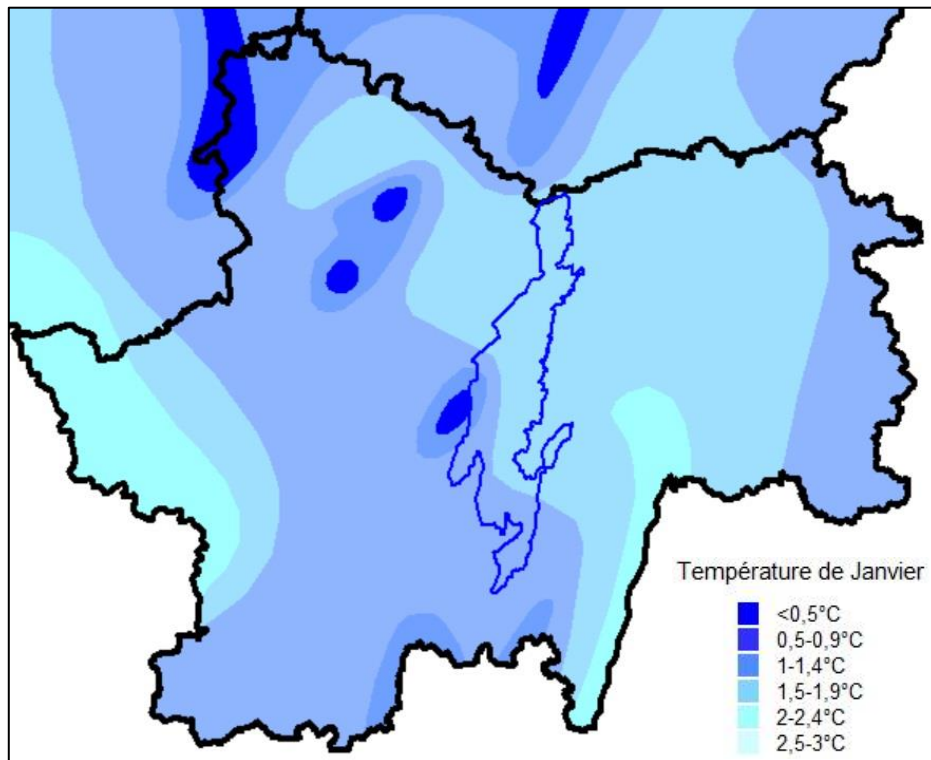 Température de Janvier
<0,5°C
0,5-0,9°C
1-1,4°C
1,5-1,9°C
2-2,4°C
2,5-3°C